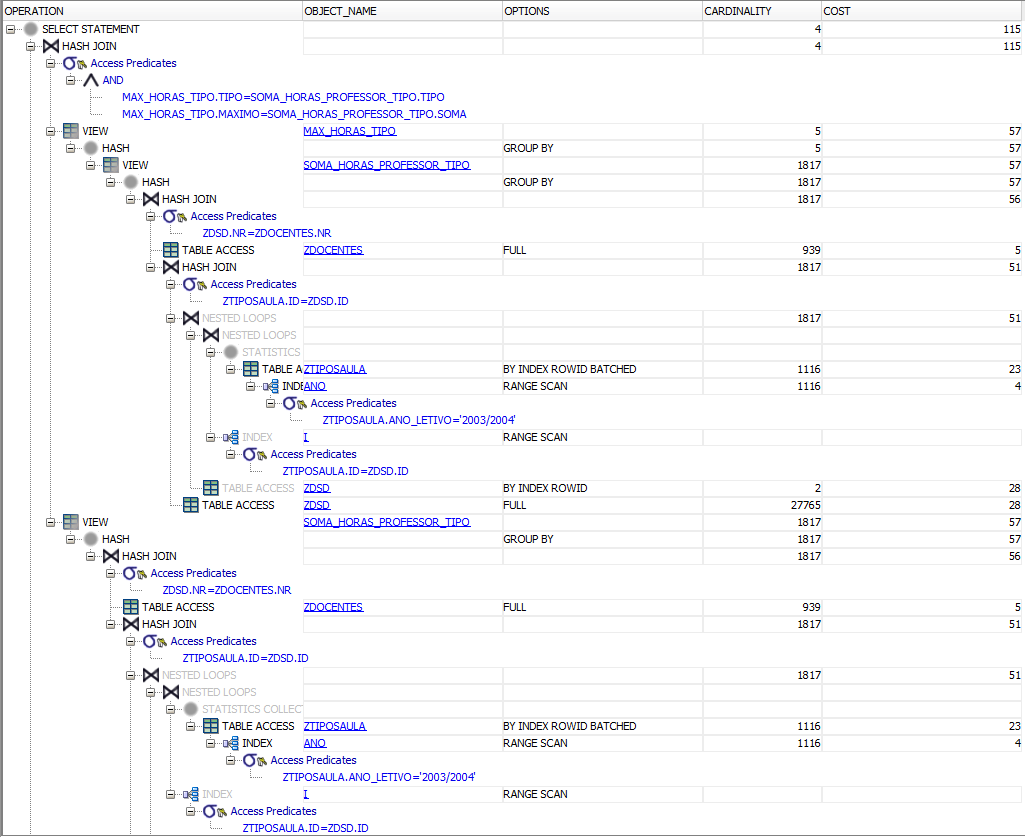 OPERATION OBJECT_NAME OPTIONS CARDINALITY COST
SELECT STATEMENT 4 115
HASH JOIN 4 115
Access Predicates
AND
MAX_HORAS_TIPO.TIPO=SOMA_HORAS_PROFESSOR_TIPO.TIPO
MAX_HORAS_TIPO.MAXIMO=SOMA_HORAS_PROFESSOR_TIPO.SOMA
VIEW MAX_HORAS_TIPO 5 57
HASH GROUP BY 5 57
VIEW SOMA_HORAS_PROFESSOR_TIPO 1817 57
HASH GROUP BY 1817 57
HASH JOIN 1817 56
Access Predicates
ZDSD.NR=ZDOCENTES.NR
TABLE ACCESS ZDOCENTES FULL 939 5
HASH JOIN 1817 51
Access Predicates
ZTIPOSAULA.ID=ZDSD.ID
NESTED LOOPS 1817 51
NESTED LOOPS
STATISTICS
TABLE A ZTIPOSAULA BY INDEX ROWID BATCHED 1116 23
INDE ANO RANGE SCAN 1116 4
Access Predicates
ZTIPOSAULA.ANO_LETIVO='2003/2004'
INDEX I RANGE SCAN
Access Predicates
ZTIPOSAULA.ID=ZDSD.ID
TABLE ACCESS ZDSD BY INDEX ROWID 2 28
TABLE ACCESS ZDSD FULL 27765 28
VIEW SOMA_HORAS_PROFESSOR_TIPO 1817 57
HASH GROUP BY 1817 57
HASH JOIN 1817 56
Access Predicates
ZDSD.NR=ZDOCENTES.NR
TABLE ACCESS ZDOCENTES FULL 939 5
HASH JOIN 1817 51
Access Predicates
ZTIPOSAULA.ID=ZDSD.ID
NESTED LOOPS 1817 51
NESTED LOOPS
STATISTICS COLLECT
TABLE ACCESS ZTIPOSAULA BY INDEX ROWID BATCHED 1116 23
INDEX ANO RANGE SCAN 1116 4
Access Predicates
ZTIPOSAULA.ANO_LETIVO='2003/2004'
INDEX I RANGE SCAN
Access Predicates
ZTIPOSAULA.ID=ZDSD.ID